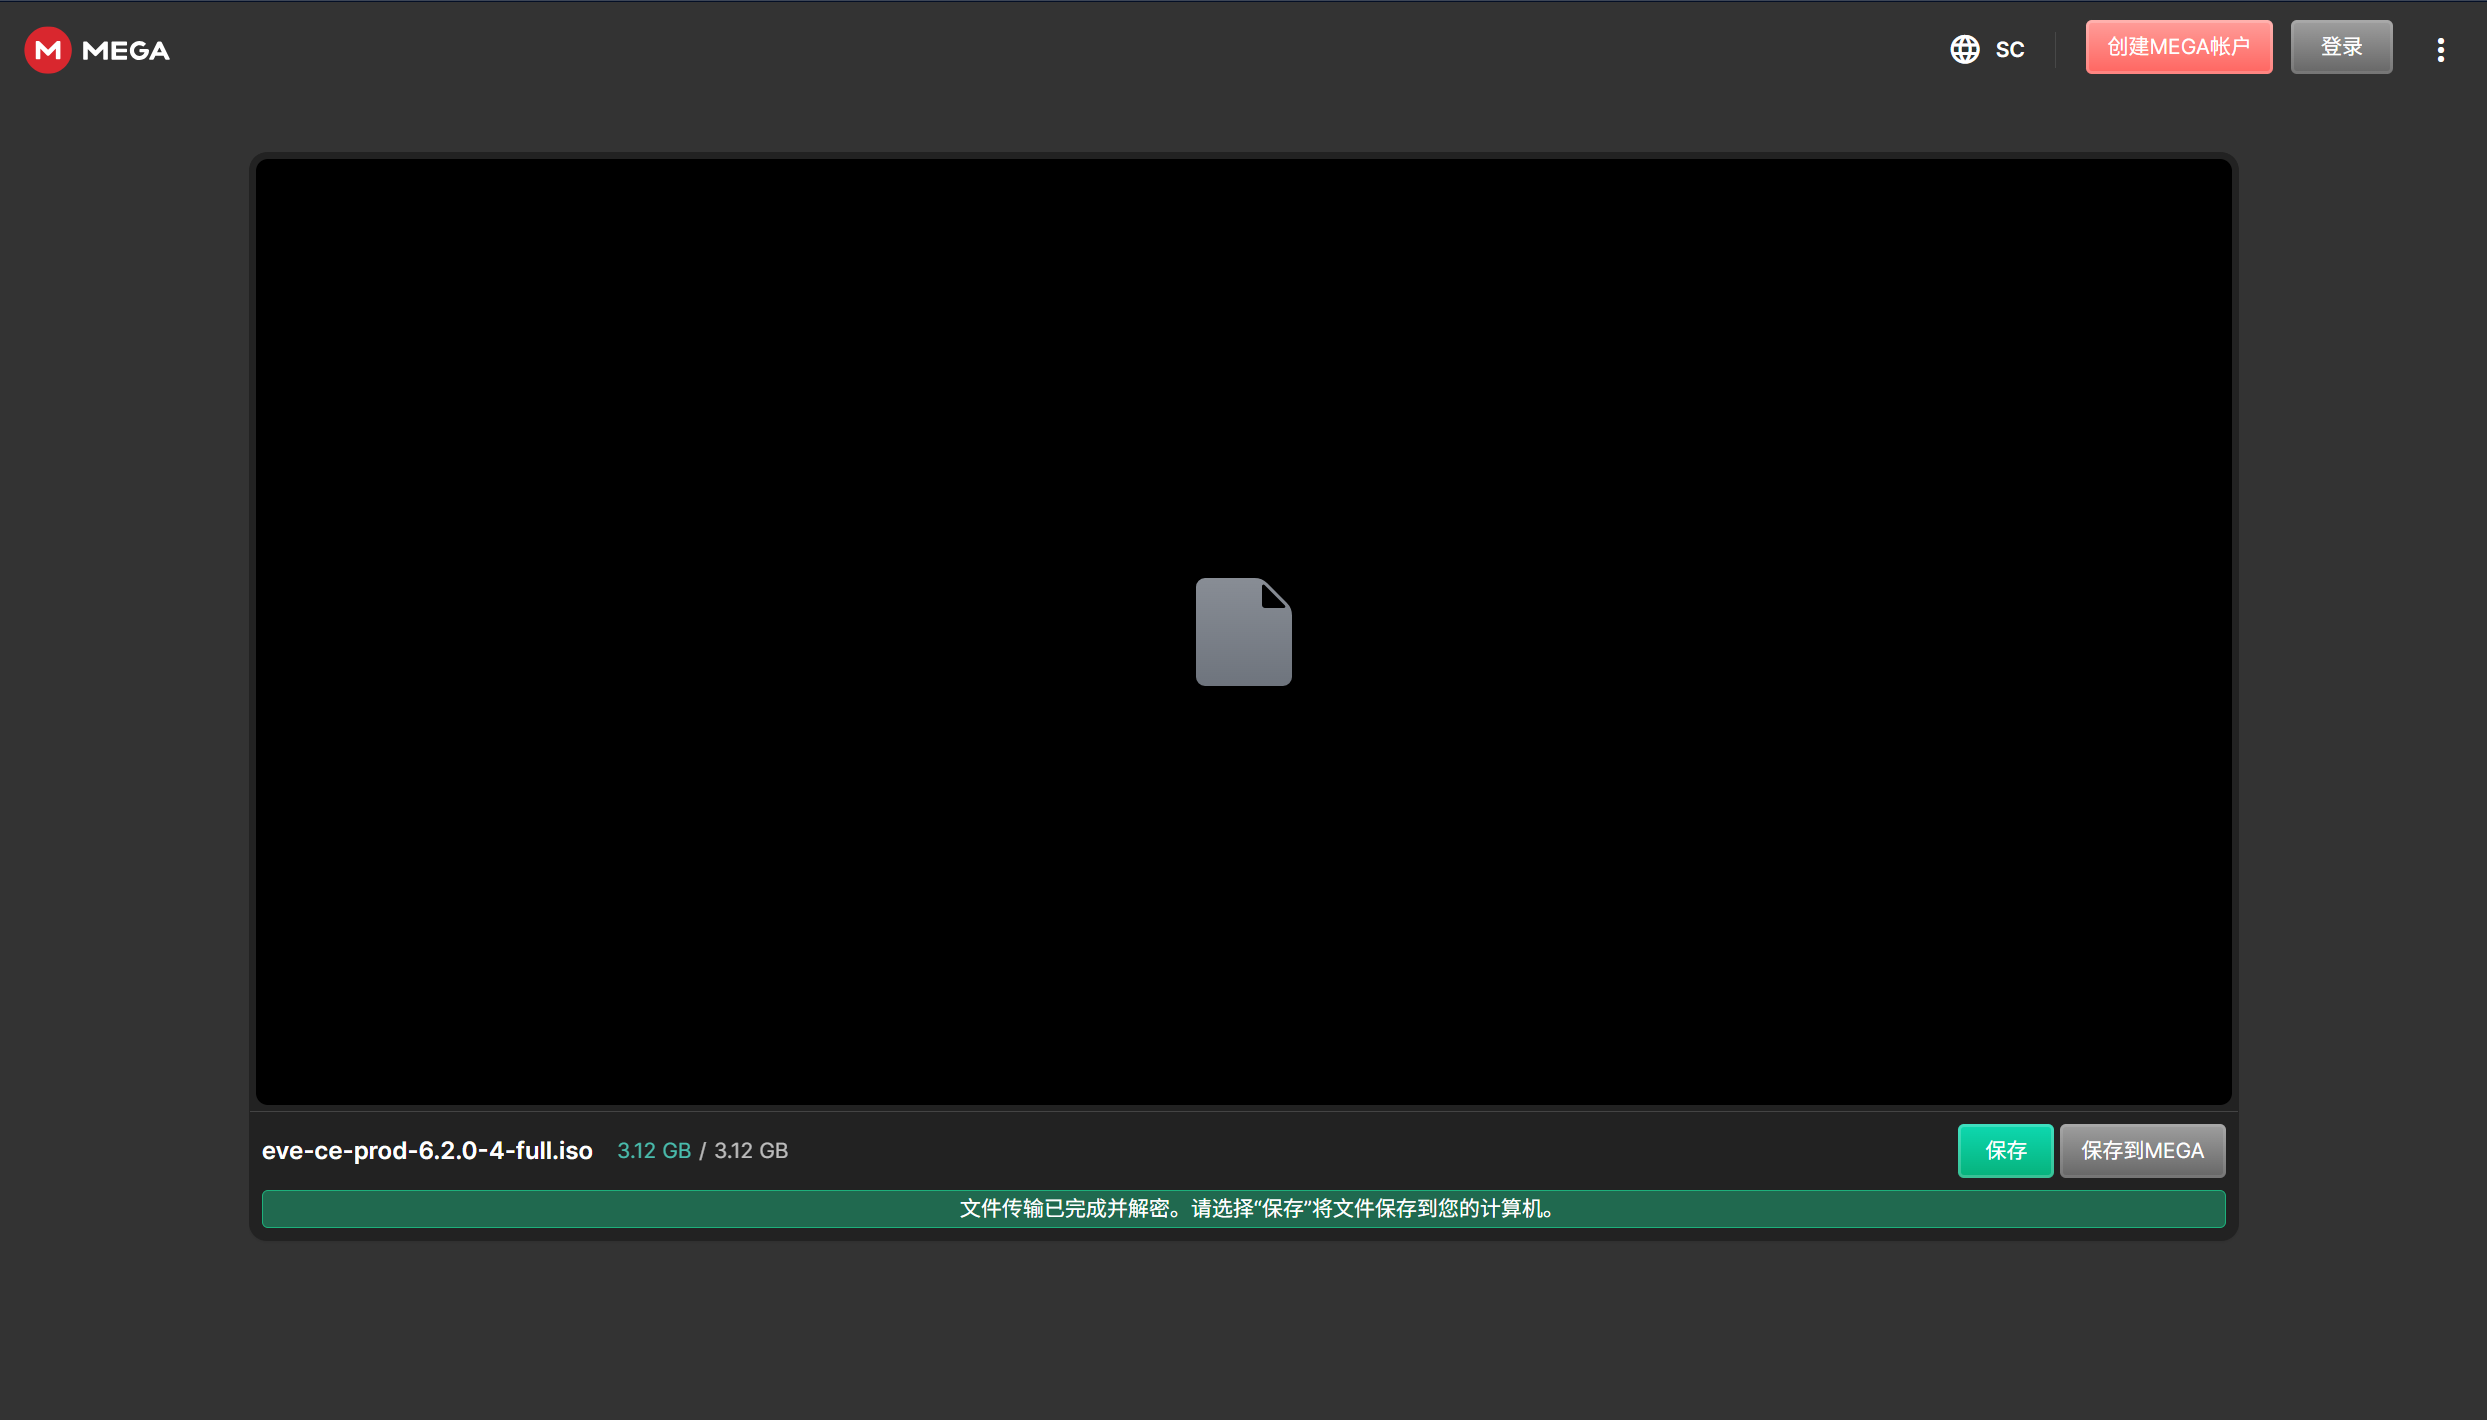 MEGA
SC
创建MEGA帐户
登录
eve-ce-prod-6.2.0-4-full.iso 3.12 GB / 3.12 GB
保存
保存到MEGA
文件传输已完成并解密。请选择“保存”将文件保存到您的计算机。